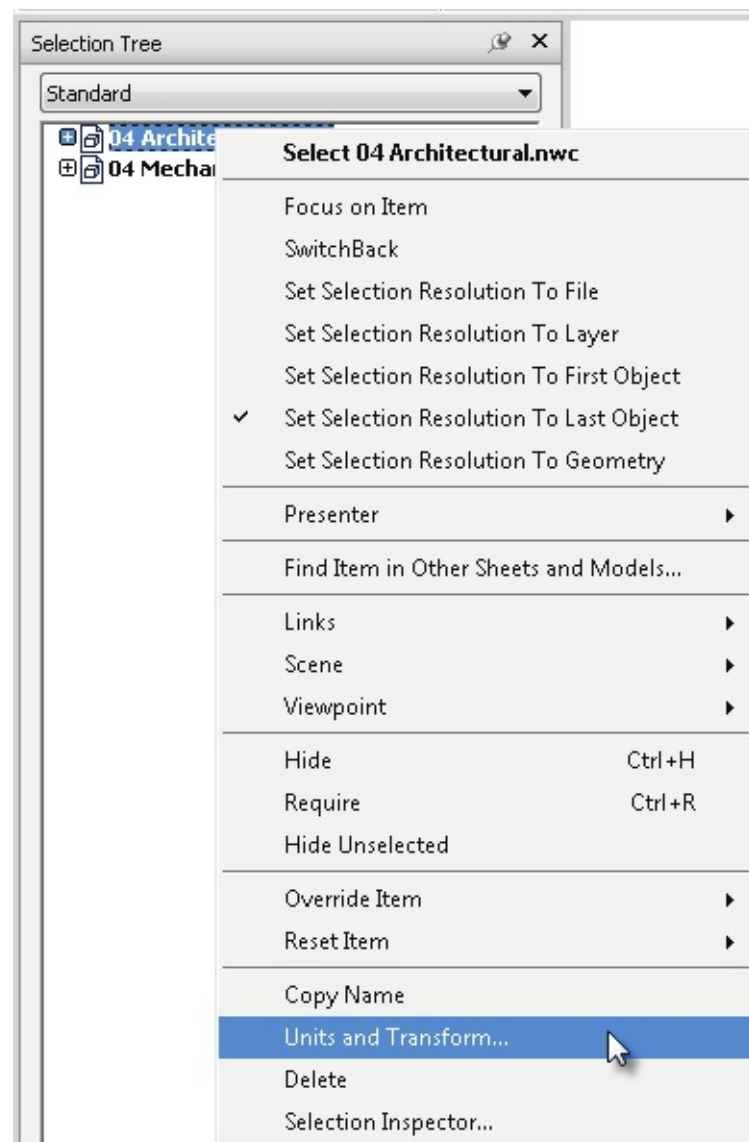 Selection Tree
Standard
04 Archite
04 Mecha
Select 04 Architectural.nwc
Focus on Item
SwitchBack
Set Selection Resolution To File
Set Selection Resolution To Layer
Set Selection Resolution To First Object
Set Selection Resolution To Last Object
Set Selection Resolution To Geometry
Presenter
Find Item in Other Sheets and Models...
Links
Scene
Viewpoint
Hide Ctrl+H
Require Ctrl+R
Hide Unselected
Override Item
Reset Item
Copy Name
Units and Transform...
Delete
Selection Inspector...